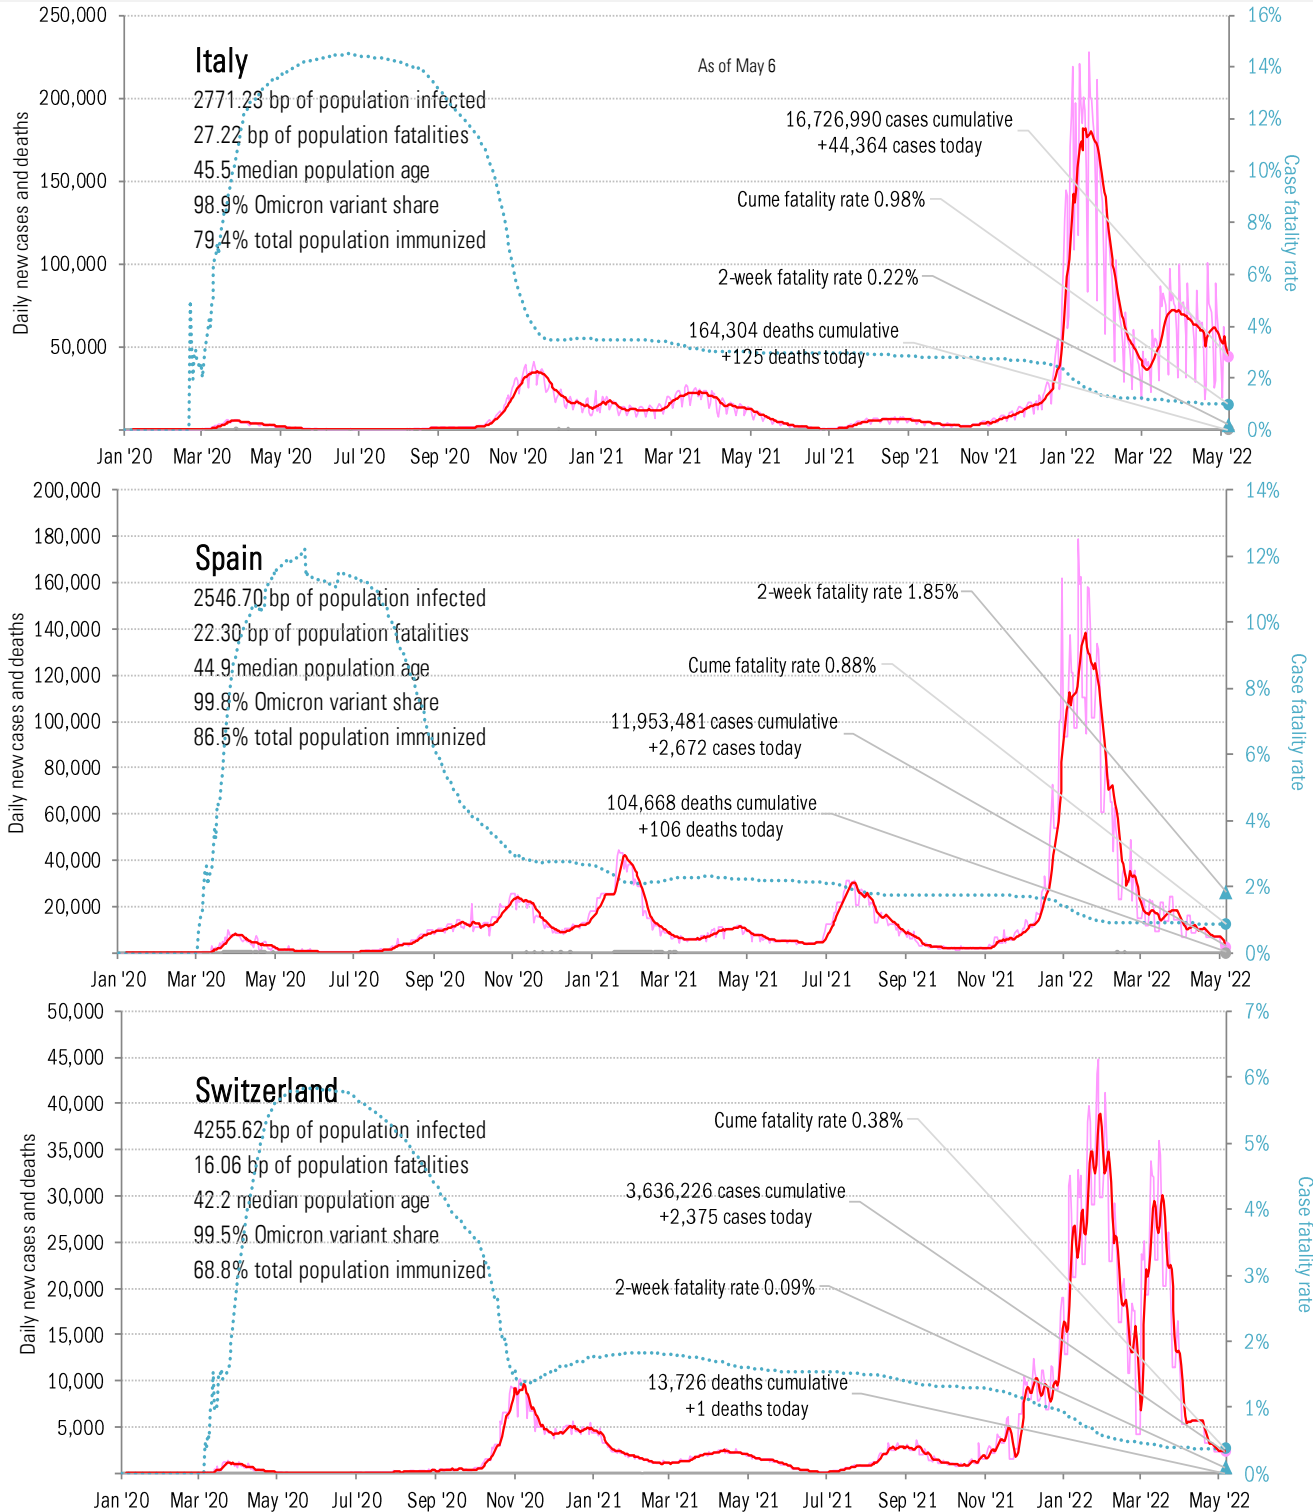 250,000
200,000
150,000
100,000
50,000
Daily new cases and deaths
Italy
2771.23 bp of population infected
27.22 bp of population fatalities
45.5 median population age
98.9% Omicron variant share
79.4% total population immunized
As of May 6
16,726,990 cases cumulative
+44,364 cases today
Cume fatality rate 0.98%
2-week fatality rate 0.22%
164,304 deaths cumulative
+125 deaths today
16%
14%
12%
10%
8%
6%
4%
2%
0%
Case fatality rate
Jan '20 Mar '20 May '20 Jul '20 Sep '20 Nov '20 Jan '21 Mar '21 May '21 Jul '21 Sep '21 Nov '21 Jan '22 Mar '22 May '22
200,000
180,000
160,000
140,000
120,000
100,000
80,000
60,000
40,000
20,000
Daily new cases and deaths
Spain
2546.70 bp of population infected
22.30 bp of population fatalities
44.9 median population age
99.8% Omicron variant share
86.5% total population immunized
2-week fatality rate 1.85%
Cume fatality rate 0.88%
11,953,481 cases cumulative
+2,672 cases today
104,668 deaths cumulative
+106 deaths today
14%
12%
10%
8%
6%
4%
2%
0%
Case fatality rate
Jan '20 Mar '20 May '20 Jul '20 Sep '20 Nov '20 Jan '21 Mar '21 May '21 Jul '21 Sep '21 Nov '21 Jan '22 Mar '22 May '22
50,000
45,000
40,000
35,000
30,000
25,000
20,000
15,000
10,000
5,000
Daily new cases and deaths
Switzerland
4255.62 bp of population infected
16.06 bp of population fatalities
42.2 median population age
99.5% Omicron variant share
68.8% total population immunized
Cume fatality rate 0.38%
3,636,226 cases cumulative
+2,375 cases today
2-week fatality rate 0.09%
13,726 deaths cumulative
+1 deaths today
7%
6%
5%
4%
3%
2%
1%
0%
Case fatality rate
Jan '20 Mar '20 May '20 Jul '20 Sep '20 Nov '20 Jan '21 Mar '21 May '21 Jul '21 Sep '21 Nov '21 Jan '22 Mar '22 May '22